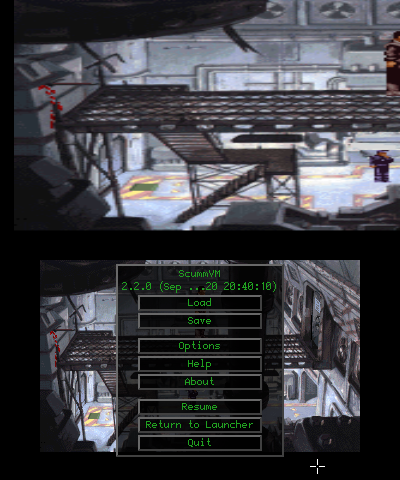 ScummVM
2.2.0 (Sep ...20 20:40:10)
Load
Save
Options
Help
About
Resume
Return to Launcher
Quit